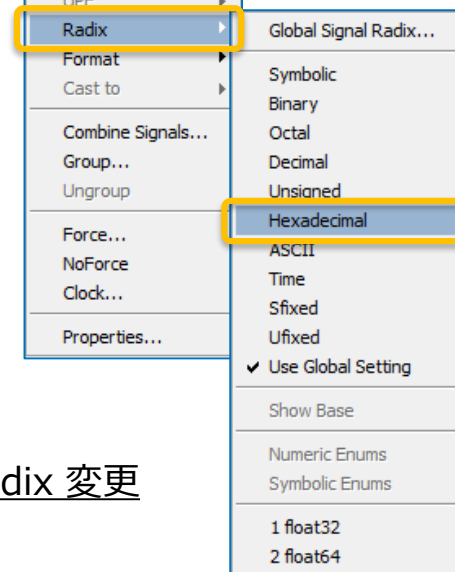 UPF
Radix
Format
Cast to
Combine Signals...
Group...
Ungroup
Force...
NoForce
Clock...
Properties...
Global Signal Radix...
Symbolic
Binary
Octal
Decimal
Unsigned
Hexadecimal
ASCII
Time
Sfixed
Ufixed
✔ Use Global Setting
Show Base
Numeric Enums
Symbolic Enums
1 float32
2 float64
dix 変更